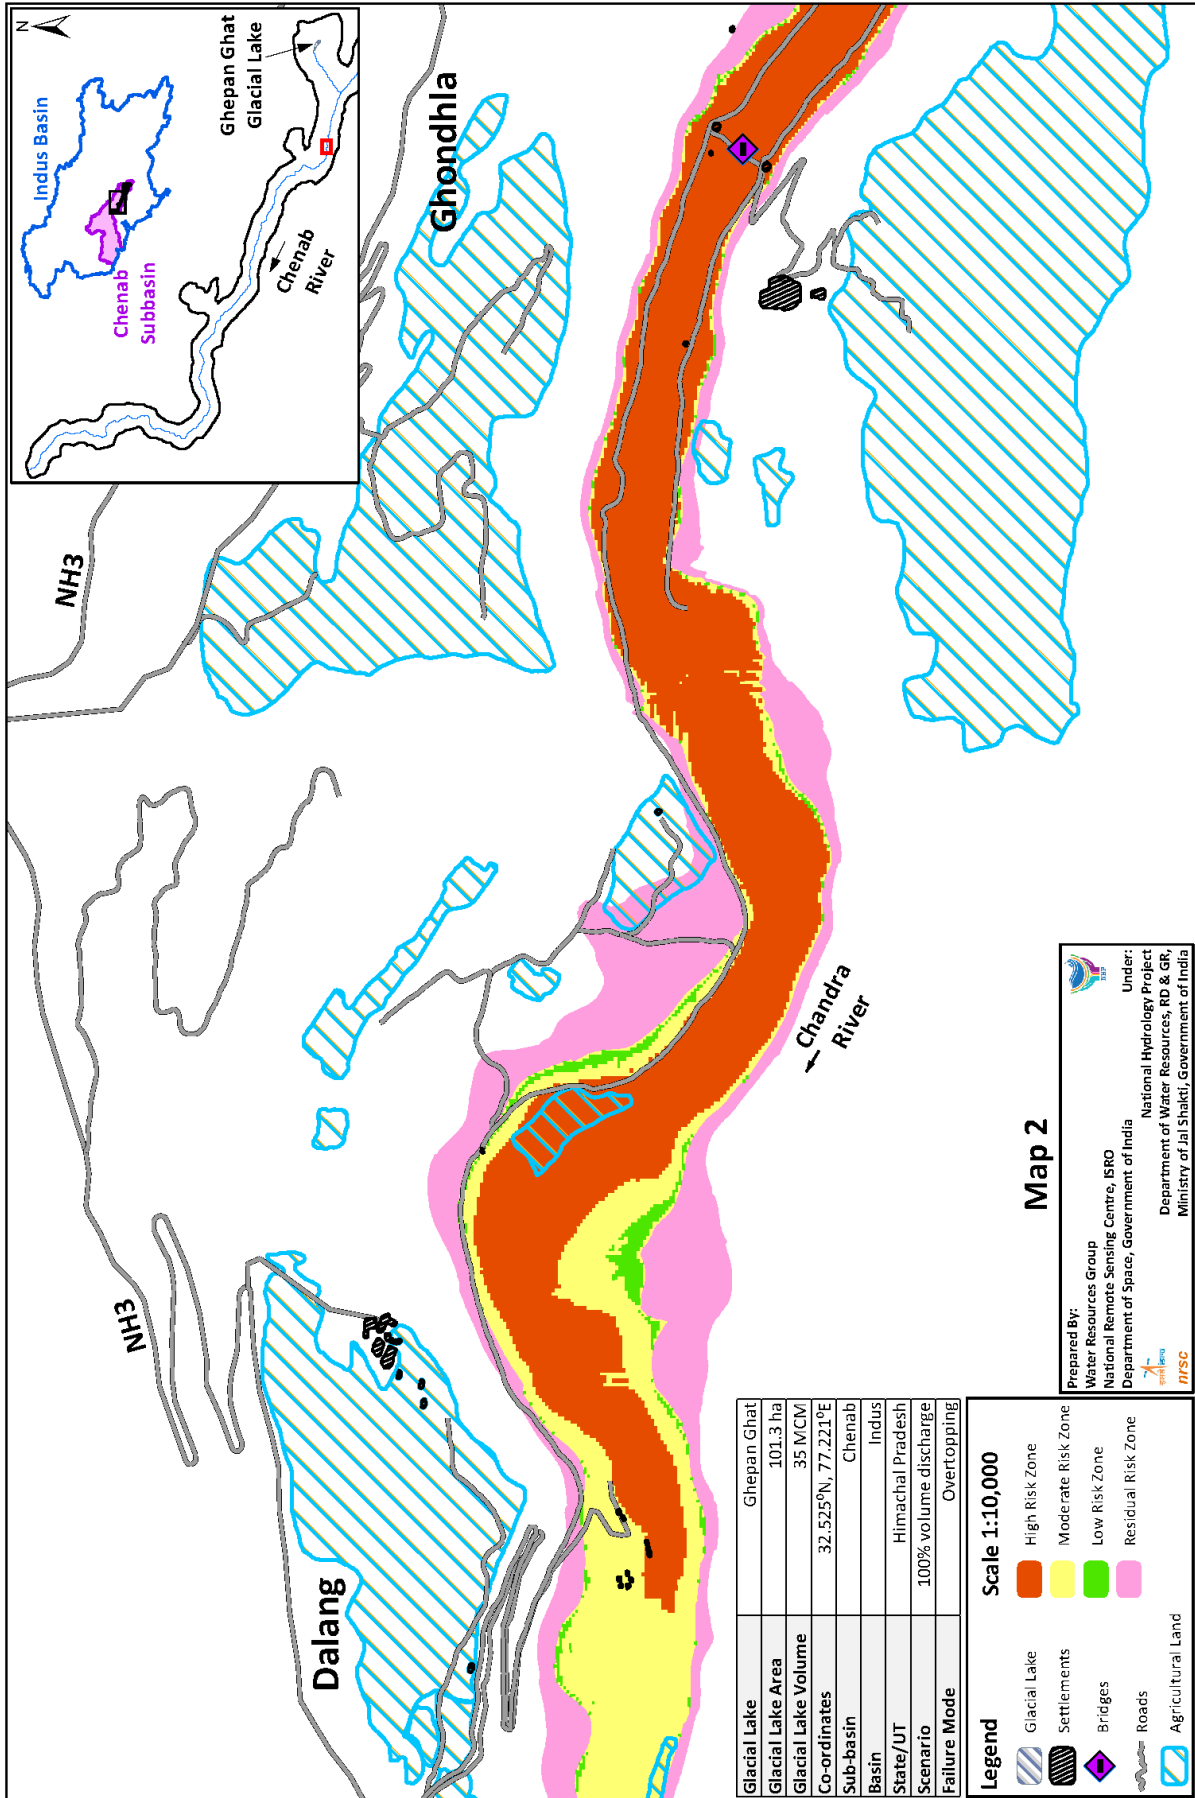 N
Indus Basin
Chenab
Subbasin
Ghepan Ghat
Glacial Lake
Chenab
River
NH3
Ghondhla
NH3
Dalang
Chandra
River
Map 2
Glacial Lake Ghepan Ghat
Glacial Lake Area 101.3 ha
Glacial Lake Volume 35 MCM
Co-ordinates 32.525⁰N, 77.221⁰E
Sub-basin Chenab
Basin Indus
State/UT Himachal Pradesh
Scenario 100% volume discharge
Failure Mode Overtopping
Legend
Scale 1:10,000
Glacial Lake
Settlements
Bridges
Roads
Agricultural Land
High Risk Zone
Moderate Risk Zone
Low Risk Zone
Residual Risk Zone
Prepared By:
Water Resources Group
National Remote Sensing Centre, ISRO
Department of Space, Government of India
nrsc
Under:
National Hydrology Project
Department of Water Resources, RD & GR,
Ministry of Jal Shakti, Government of India